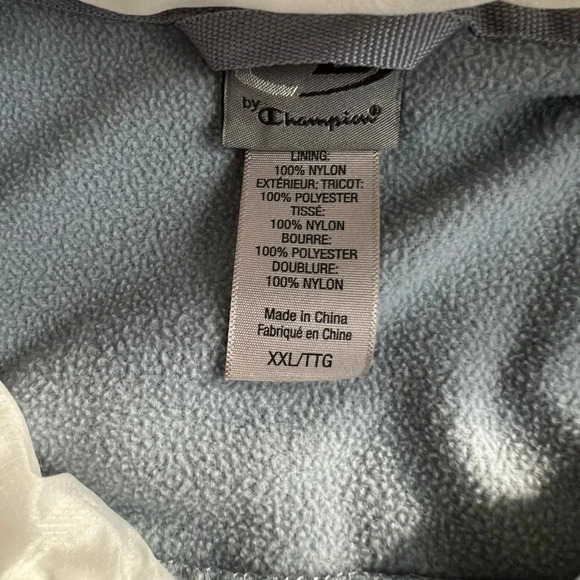 by
Champion®
LINING:
100% NYLON
EXTÉRIEUR: TRICOT:
100% POLYESTER
TISSÉ:
100% NYLON
BOURRE:
100% POLYESTER
DOUBLURE:
100% NYLON
Made in China
Fabriqué en Chine
XXL/TTG